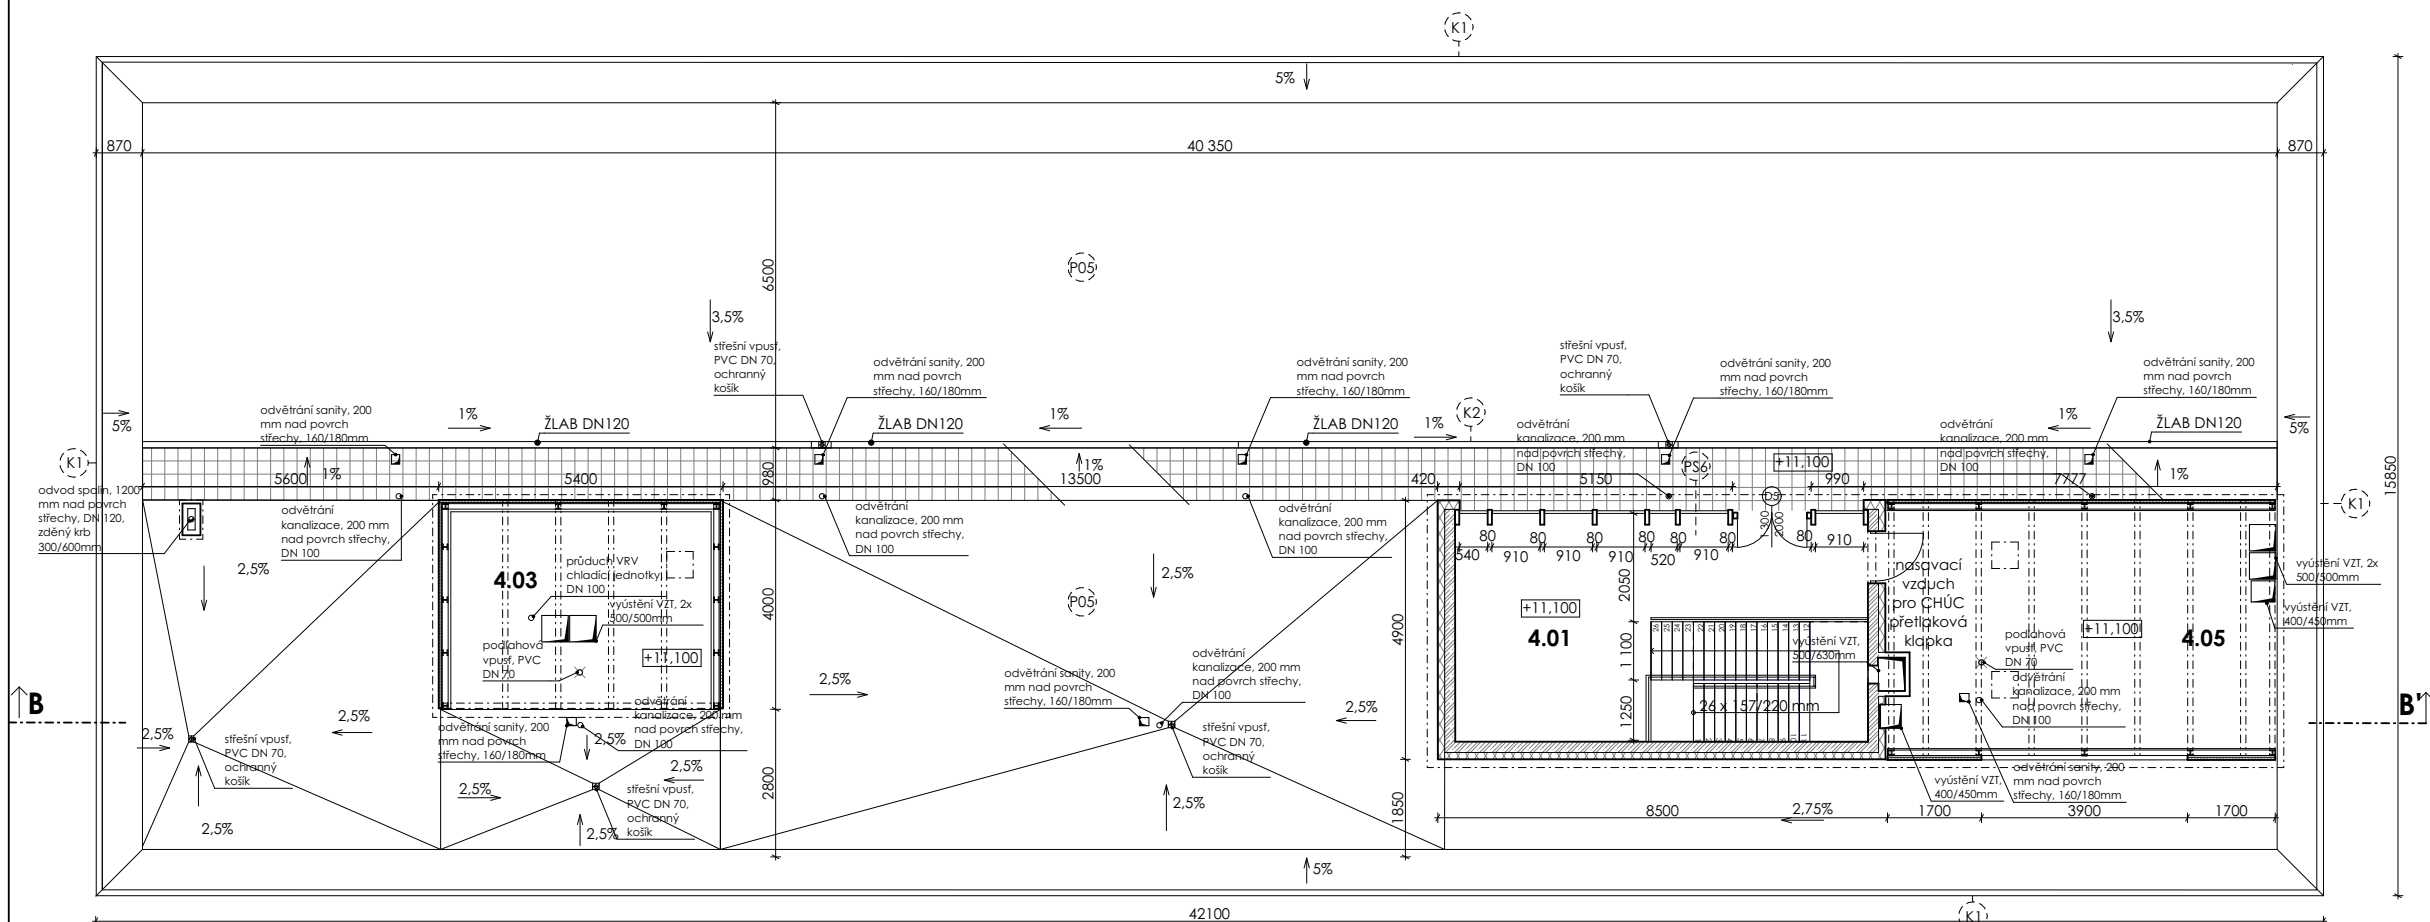 K1
5%
870
40 350
870
6500
P05
15850
3,5%
3,5%
střešní vpusť,
PVC DN 70,
ochranný
košík
odvětrání sanity, 200
mm nad povrch
střechy, 160/180mm
odvětrání sanity, 200
mm nad povrch
střechy, 160/180mm
střešní vpusť,
PVC DN 70,
ochranný
košík
odvětrání sanity, 200
mm nad povrch
střechy, 160/180mm
odvětrání sanity, 200
mm nad povrch
střechy, 160/180mm
odvětrání sanity, 200
mm nad povrch
střechy, 160/180mm
5%
1%
ŽLAB DN120
ŽLAB DN120
1%
ŽLAB DN120
1%
K2
odvětrání
kanalizace, 200 mm
nad povrch střechy,
DN 100
odvětrání
kanalizace, 200 mm
nad povrch střechy,
DN 100
1%
ŽLAB DN120
5%
K1
PS6
+11,100
5600
1%
5400
980
1%
13500
420
5150
990
7777
1%
D5
K1
odvod spalin, 1200
mm nad povrch
střechy, DN 120,
zděný krb
300/600mm
odvětrání
kanalizace, 200 mm
nad povrch střechy,
DN 100
odvětrání
kanalizace, 200 mm
nad povrch střechy,
DN 100
odvětrání
kanalizace, 200 mm
nad povrch střechy,
DN 100
540
80
910
80
910
80
910
80
520
80
910
80
2000
80
910
2,5%
4.03
průduch VRV
chladící jednotky
DN 100
vyústění VZT, 2x
500/500mm
podlahová
vpusť, PVC
DN 70
+11,100
4000
P05
2,5%
4900
2050
+11,100
4.01
1 100
1250
26 x 157/220 mm
vyústění VZT,
500/630mm
nasavací
vzduch
pro CHÚC
přetlaková
klapka
+11,100
4.05
podlahová
vpusť, PVC
DN 70
odvětrání
kanalizace, 200 mm
nad povrch střechy,
DN 100
vyústění VZT, 2x
500/500mm
vyústění VZT,
400/450mm
B
2,5%
2,5%
střešní vpusť,
PVC DN 70,
ochranný
košík
2,5%
odvětrání sanity, 200
mm nad povrch
střechy, 160/180mm
odvětrání
kanalizace, 200 mm
nad povrch střechy,
DN 100
2,5%
2,5%
2,5%
střešní vpusť,
PVC DN 70,
ochranný
košík
2,5%
2800
2,5%
odvětrání sanity, 200
mm nad povrch
střechy, 160/180mm
odvětrání
kanalizace, 200 mm
nad povrch střechy,
DN 100
střešní vpusť,
PVC DN 70,
ochranný
košík
2,5%
2,5%
1850
8500
2,75%
vyústění VZT,
400/450mm
odvětrání sanity, 200
mm nad povrch
střechy, 160/180mm
1700
3900
1700
B'
5%
42100
K1